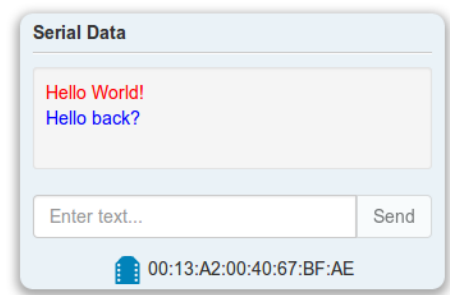 Serial Data
Hello World!
Hello back?
Enter text...
Send
00:13:A2:00:40:67:BF:AE